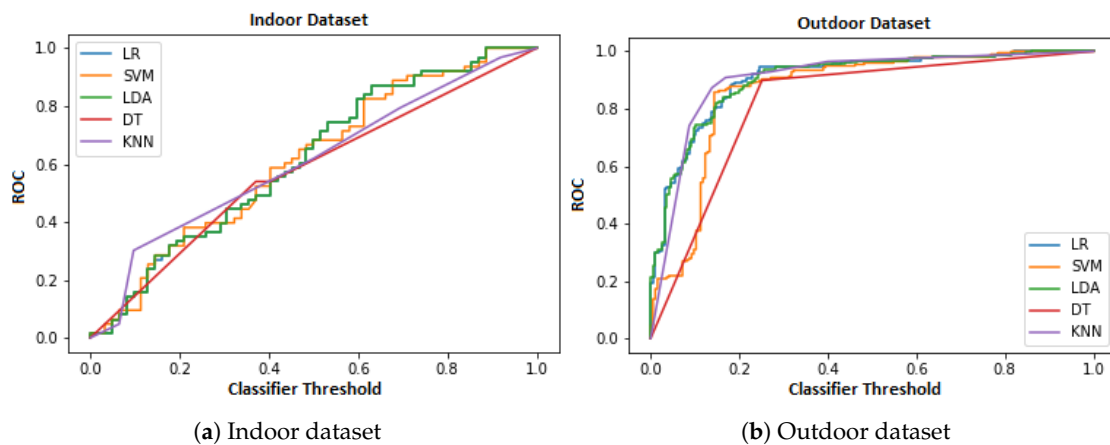 Indoor Dataset
ROC
1.0
0.8
0.6
0.4
0.2
0.0
LR
SVM
LDA
DT
KNN
0.0 0.2 0.4 0.6 0.8 1.0
Classifier Threshold
(a) Indoor dataset
Outdoor Dataset
ROC
1.0
0.8
0.6
0.4
0.2
0.0
LR
SVM
LDA
DT
KNN
0.0 0.2 0.4 0.6 0.8 1.0
Classifier Threshold
(b) Outdoor dataset